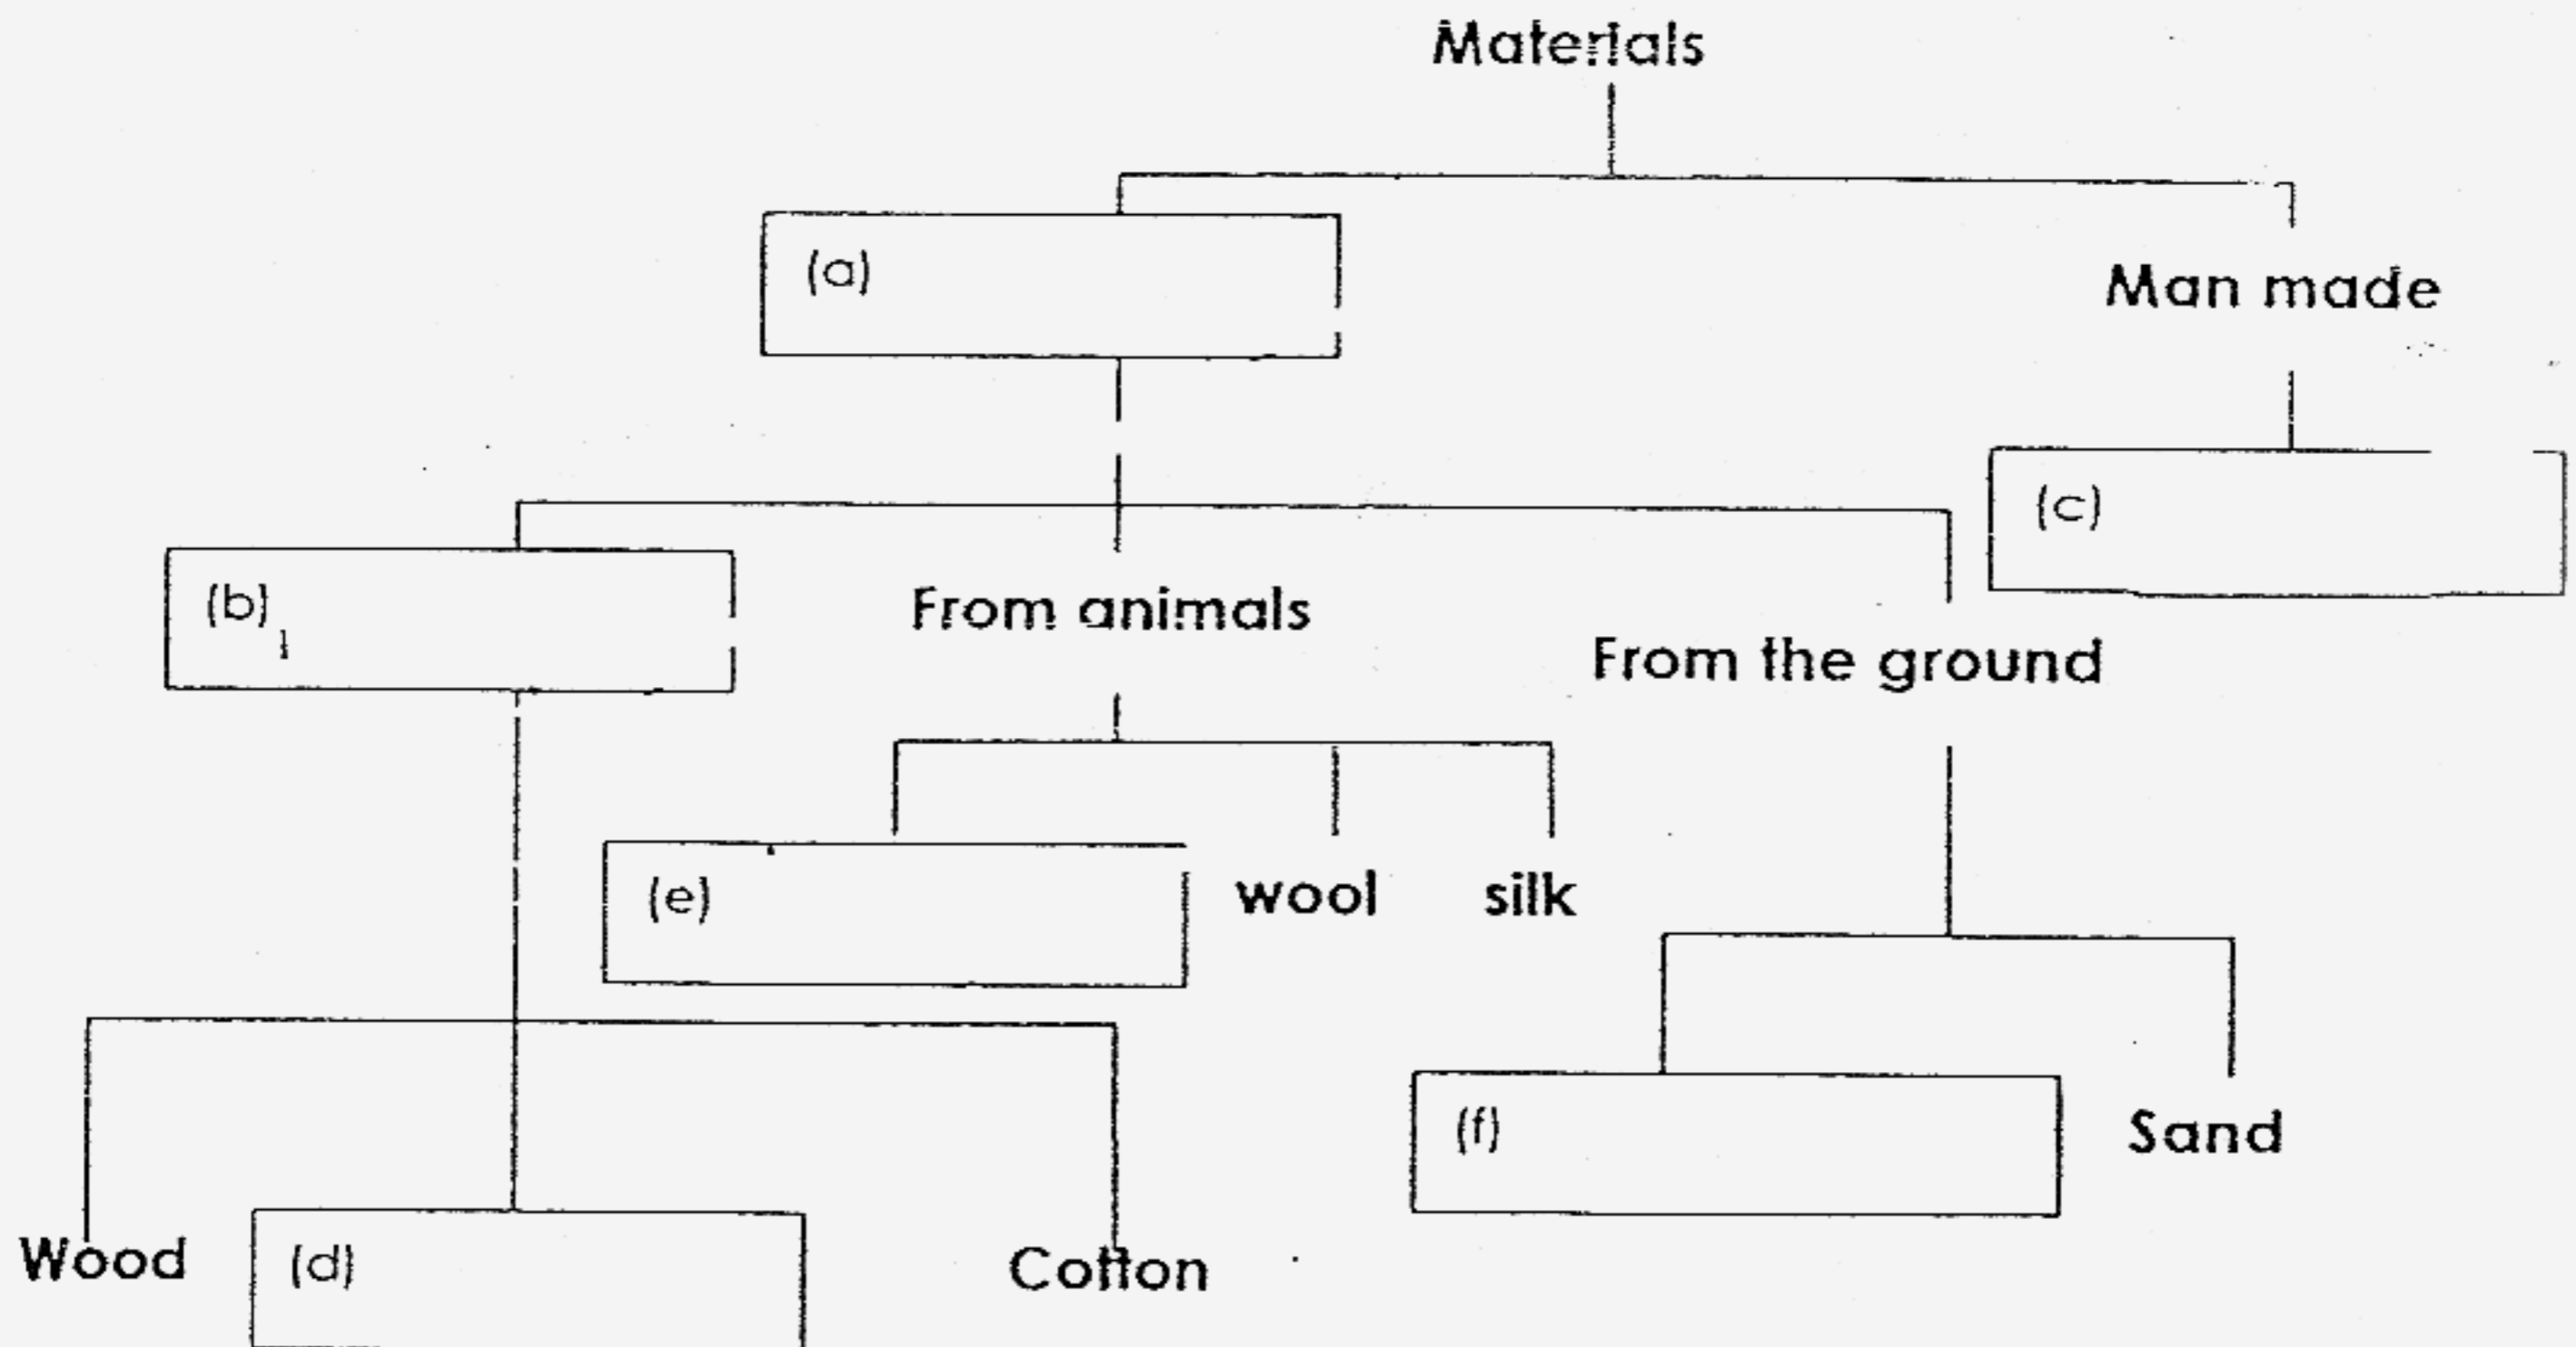 Materials
(a)
Man made
(c)
(b)
From animals
From the ground
(e)
wool
silk
(f)
Sand
Wood
(d)
Cotton